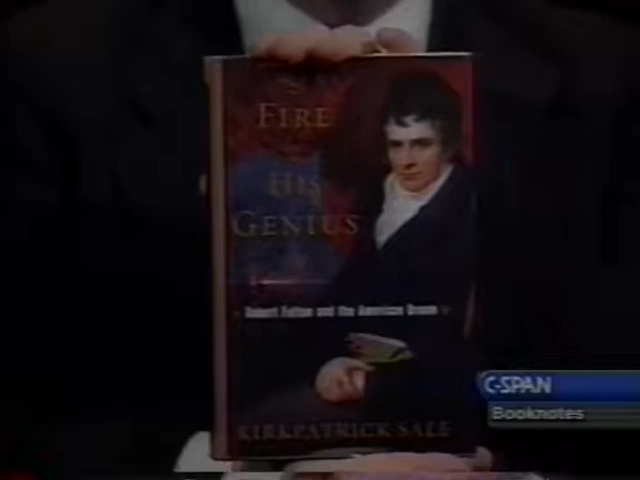 FIRE
HIS
GENIUS
Robert Fulton and the American Dream
KIRKPATRICK SALE
C-SPAN
Booknotes